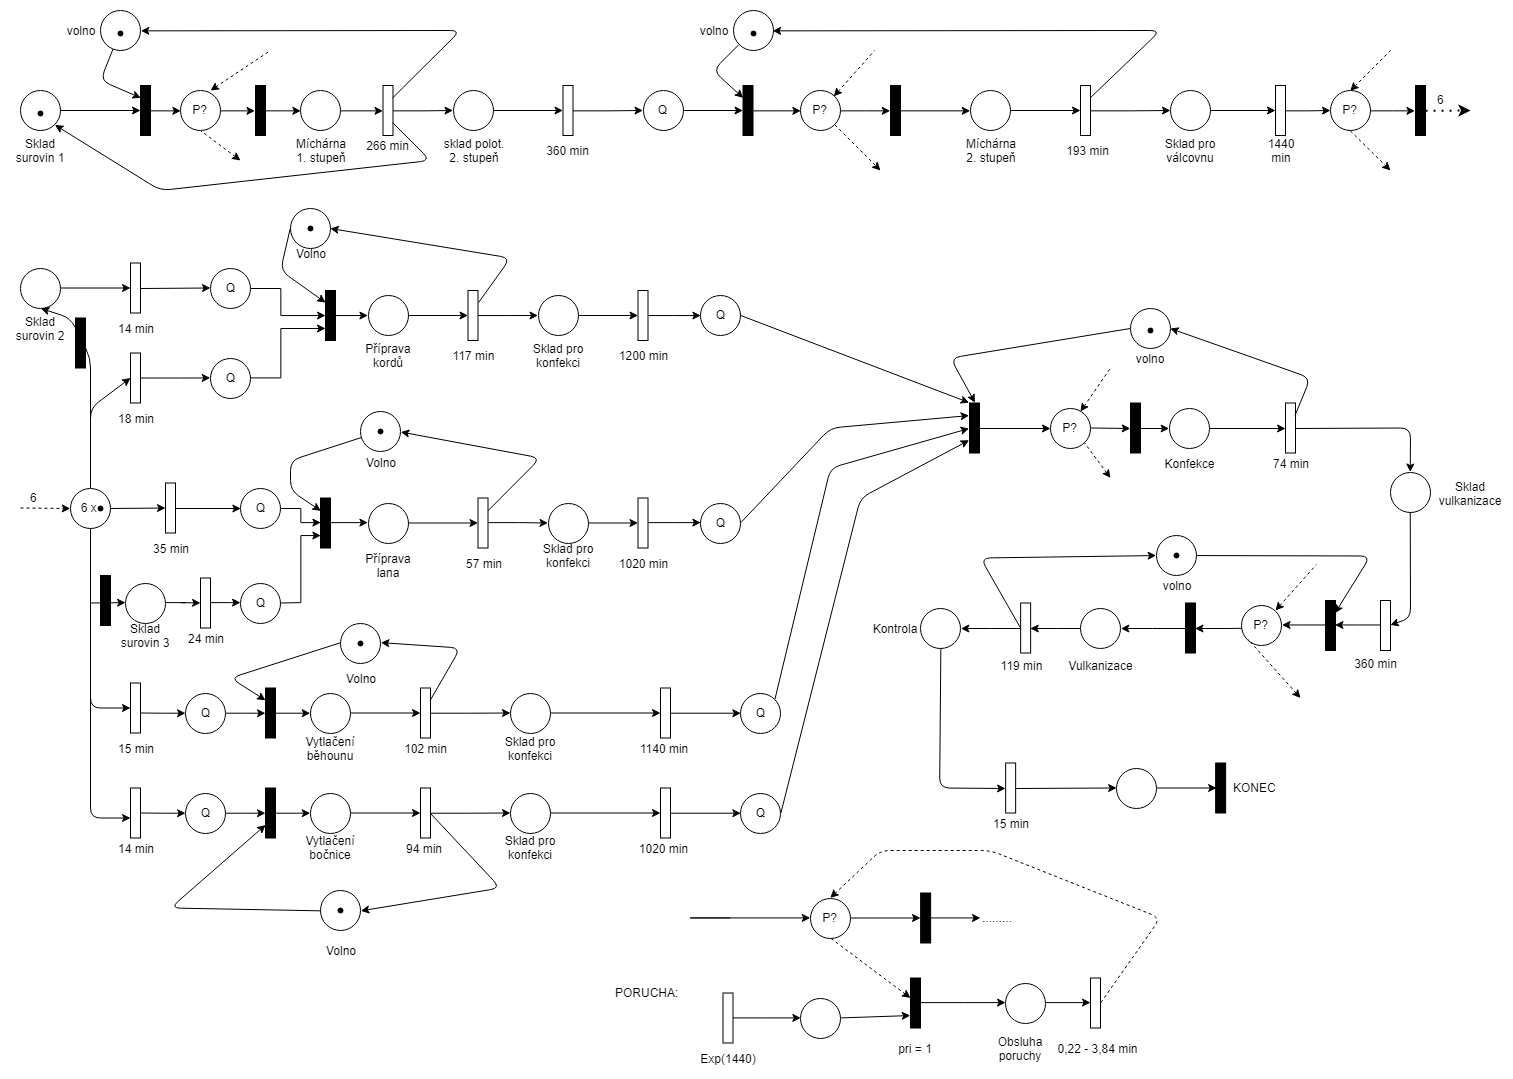 volno
volno
P?
P?
P?
Q
6
Sklad
surovin 1
Míchárna
1. stupeň
266 min
sklad polot.
2. stupeň
360 min
Míchárna
2. stupeň
193 min
Sklad pro
válcovnu
1440
min
Volno
Q
Sklad
surovin 2
14 min
Příprava
kordů
117 min
Sklad pro
konfekci
1200 min
Q
volno
Q
18 min
P?
Konfekce
74 min
Volno
6
6 x
Q
35 min
Příprava
lana
57 min
Sklad pro
konfekci
1020 min
Q
Sklad
vulkanizace
Q
Sklad
surovin 3
24 min
volno
Kontrola
119 min
Vulkanizace
P?
360 min
Volno
Q
15 min
Vytlačení
běhounu
102 min
Sklad pro
konfekci
1140 min
Q
Q
14 min
Vytlačení
bočnice
94 min
Sklad pro
konfekci
1020 min
Q
15 min
KONEC
Volno
P?
.........
PORUCHA:
Exp(1440)
pri = 1
Obsluha
poruchy
0,22 - 3,84 min